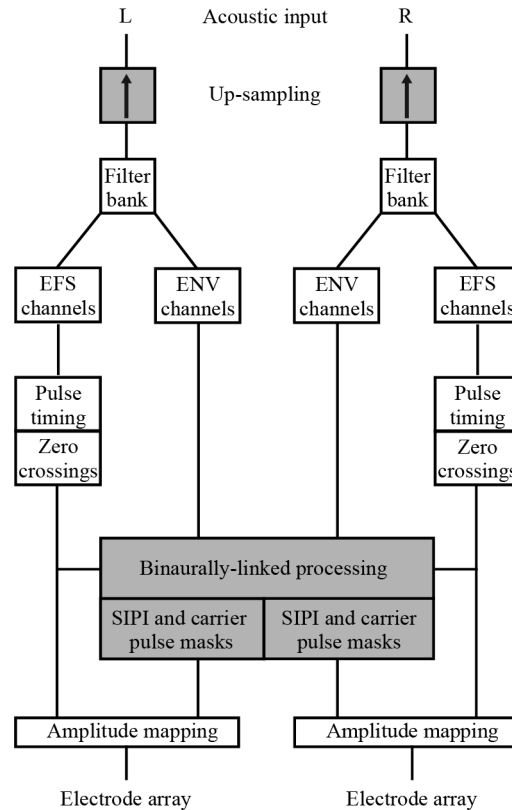 L Acoustic input R
Up-sampling
Filter
bank
Filter
bank
EFS
channels
ENV
channels
ENV
channels
EFS
channels
Pulse
timing
Zero
crossings
Pulse
timing
Zero
crossings
Binaurally-linked processing
SIPI and carrier
pulse masks
SIPI and carrier
pulse masks
Amplitude mapping
Amplitude mapping
Electrode array
Electrode array